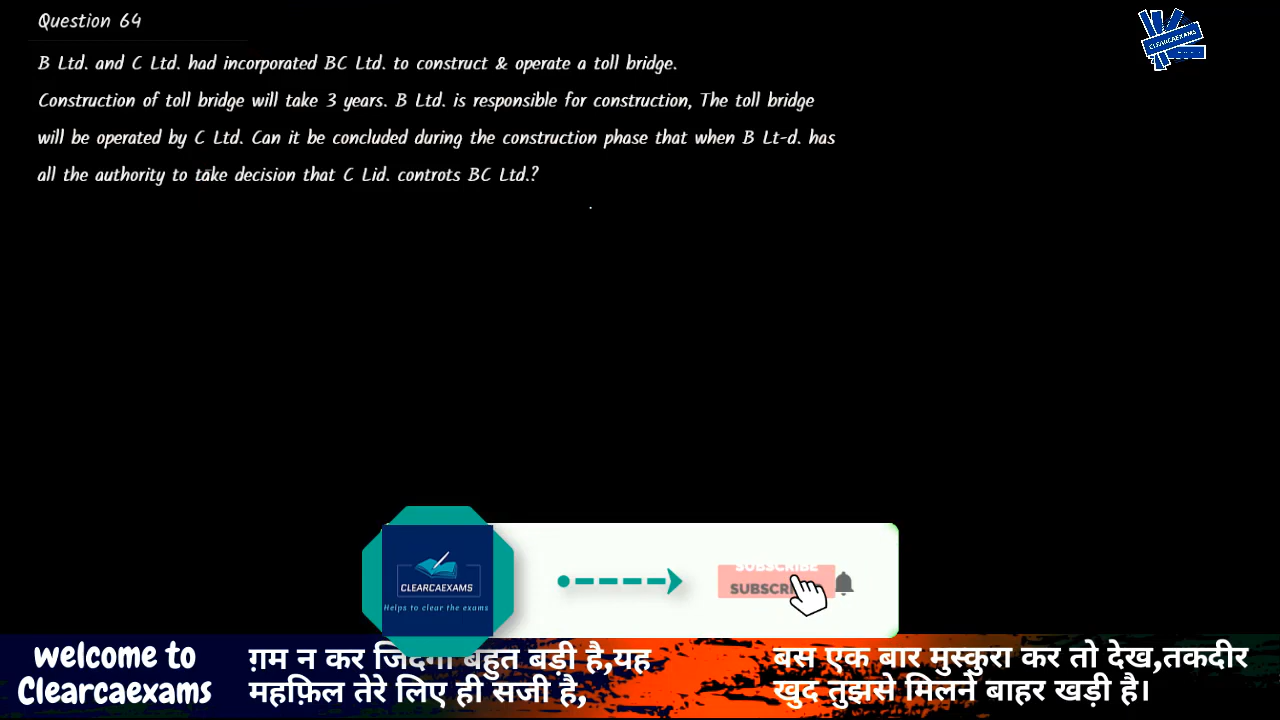 Question 64
CLEARCAEXAMS
B Ltd. and C Ltd. had incorporated BC Ltd. to construct & operate a toll bridge.
Construction of toll bridge will take 3 years. B Ltd. is responsible for construction, The toll bridge
will be operated by C Ltd. Can it be concluded during the construction phase that when B Lt-d. has
all the authority to take decision that C Lid. controts BC Ltd.?
CLEARCAEXAMS
Helps to clear the exams
SUBSCRIBE
welcome to
Clearcaexams
ग़म न कर ज़िंदगी बहुत बड़ी है,यह
महफ़िल तेरे लिए ही सजी है,
बस एक बार मुस्कुरा कर तो देख,तकदीर
खुद तुझसे मिलने बाहर खड़ी है।